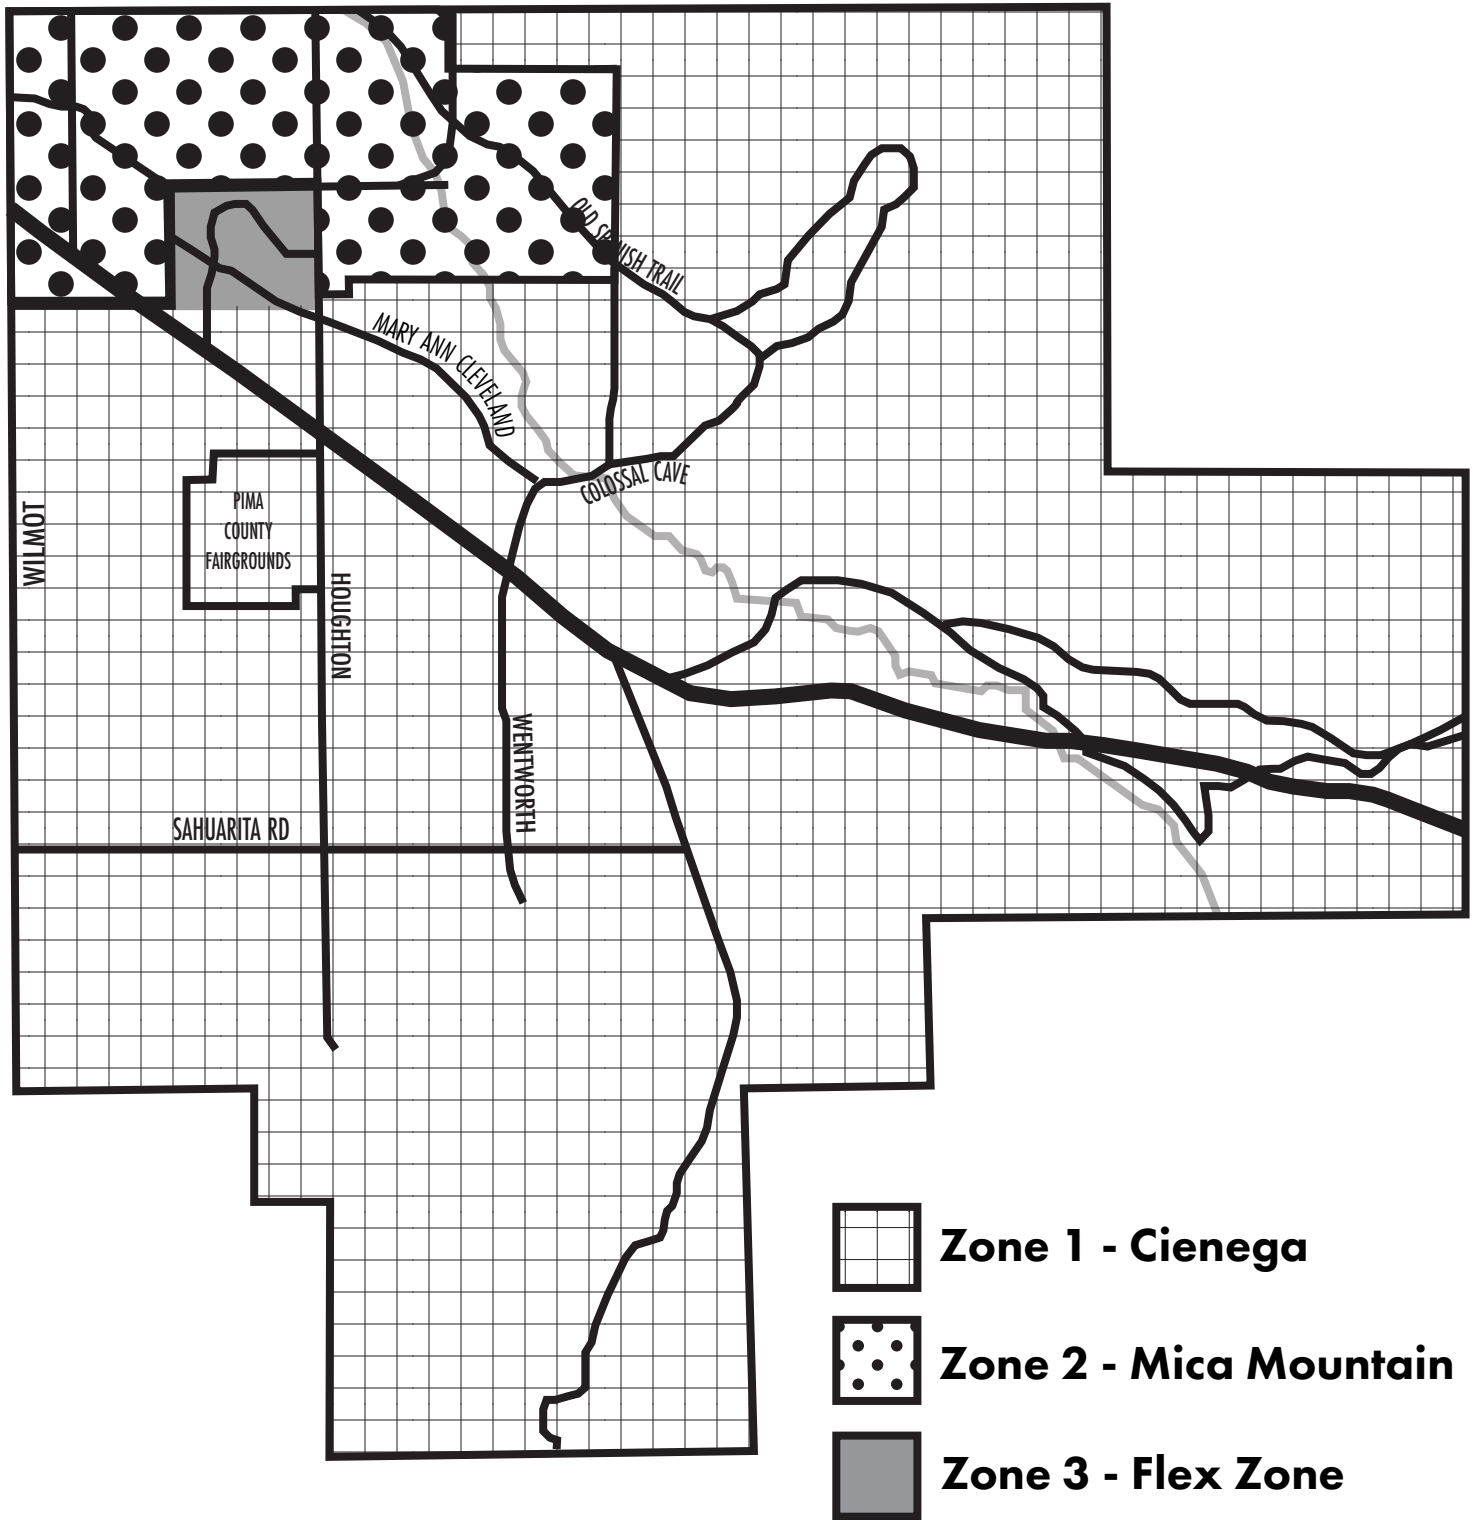 OLD SPANISH TRAIL
MARY ANN CLEVELAND
COLOSSAL CAVE
WILMOT
PIMA
COUNTY
FAIRGROUNDS
HOUGHTON
WENTWORTH
SAHUARITA RD
Zone 1 - Cienega
Zone 2 - Mica Mountain
Zone 3 - Flex Zone